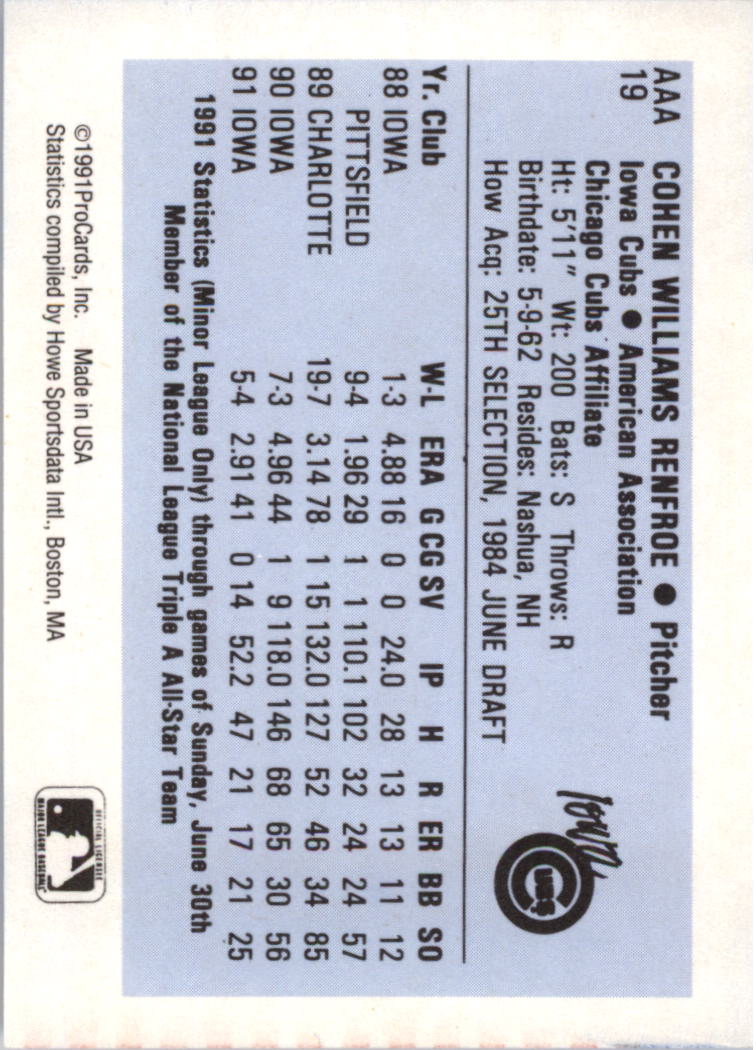 AAA COHEN WILLIAMS RENFROE ● Pitcher
19 Iowa Cubs ● American Association
Chicago Cubs Affiliate
Ht: 5'11" Wt: 200 Bats: S Throws: R
Birthdate: 5-9-62 Resides: Nashua, NH
How Acq: 25TH SELECTION, 1984 JUNE DRAFT
Iowa
CUBS
Yr. Club W-L ERA G CG SV IP H R ER BB SO
88 IOWA 1-3 4.88 16 0 0 24.0 28 13 13 11 12
PITTSFIELD 9-4 1.96 29 1 1 110.1 102 32 24 24 57
89 CHARLOTTE 19-7 3.14 78 1 15 132.0 127 52 46 34 85
90 IOWA 7-3 4.96 44 1 9 118.0 146 68 65 30 56
91 IOWA 5-4 2.91 41 0 14 52.2 47 21 17 21 25
1991 Statistics (Minor League Only) through games of Sunday, June 30th
Member of the National League Triple A All-Star Team
©1991ProCards, Inc. Made in USA
Statistics compiled by Howe Sportsdata Intl., Boston, MA
OFFICIAL LICENSEE
MAJOR LEAGUE BASEBALL